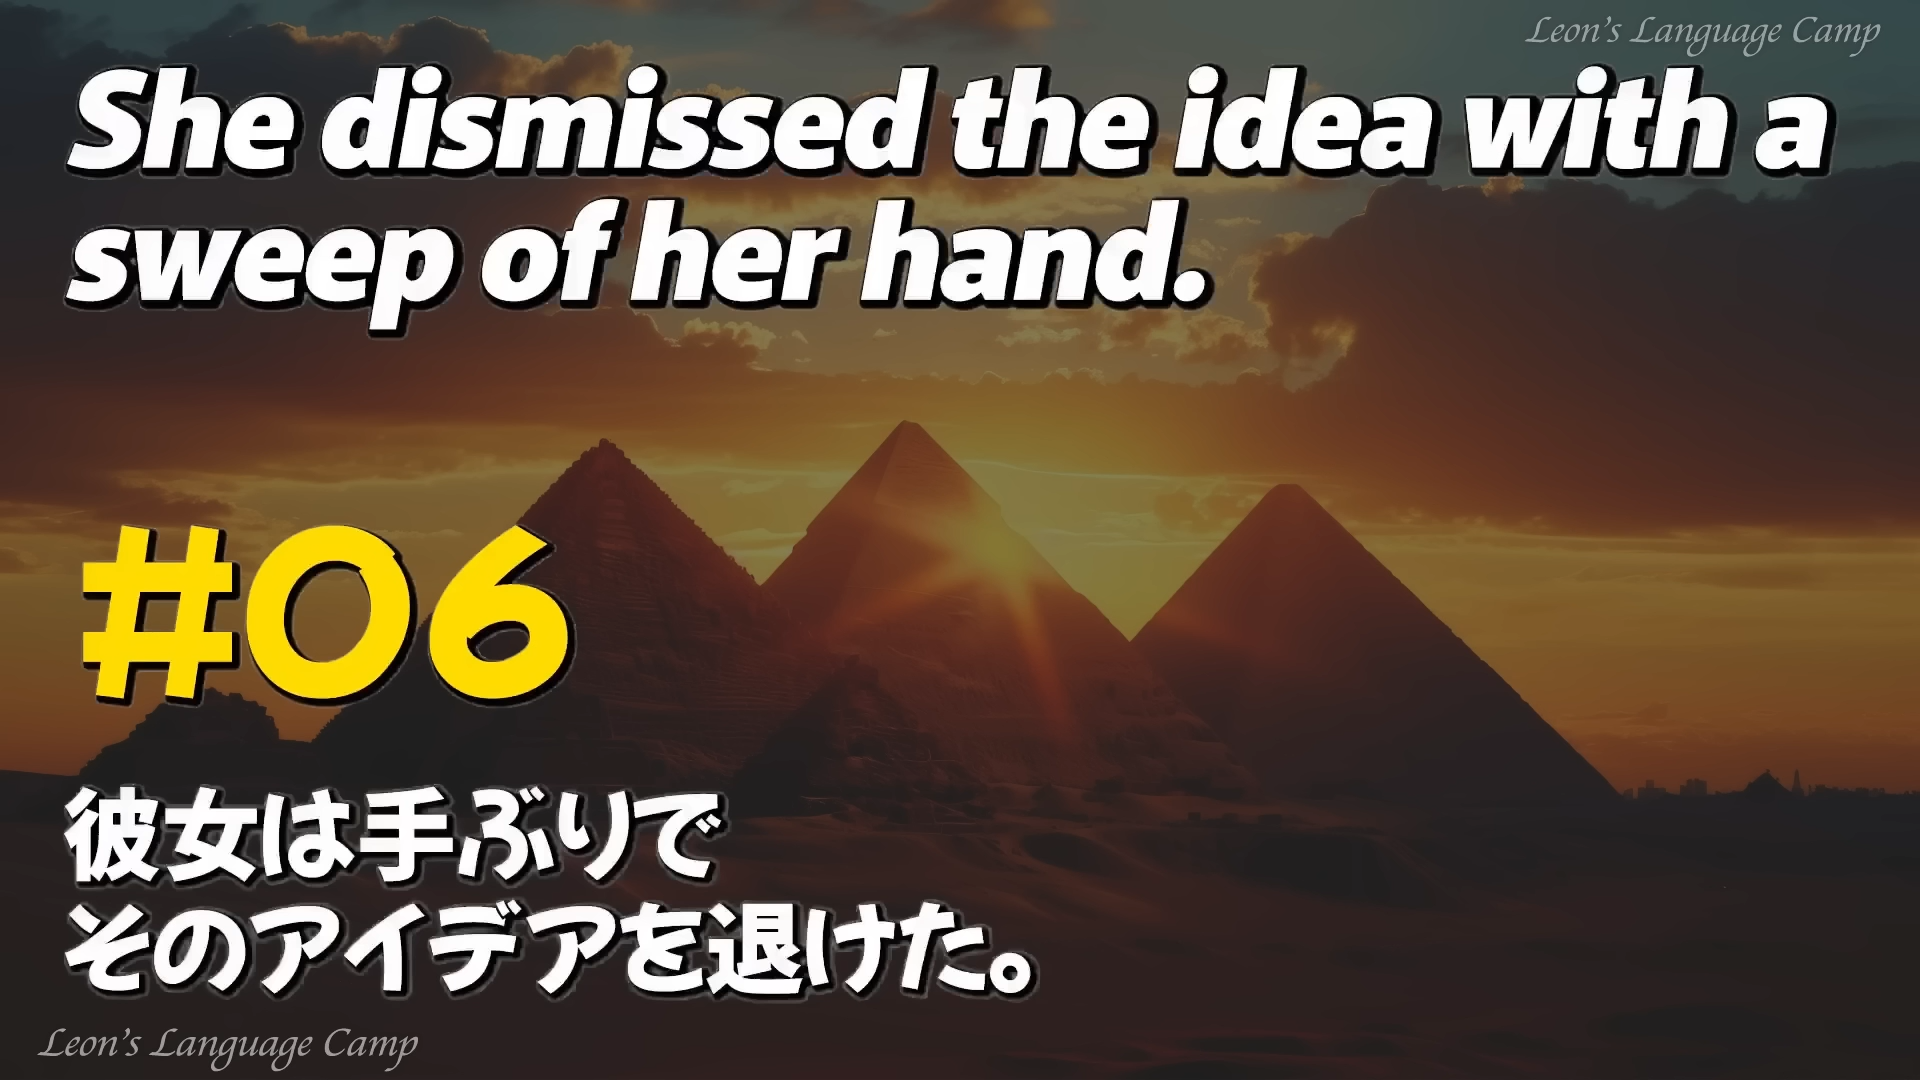 Leon's Language Camp
She dismissed the idea with a
sweep of her hand.
#06
彼女は手ぶりで
そのアイデアを退けた。
Leon's Language Camp